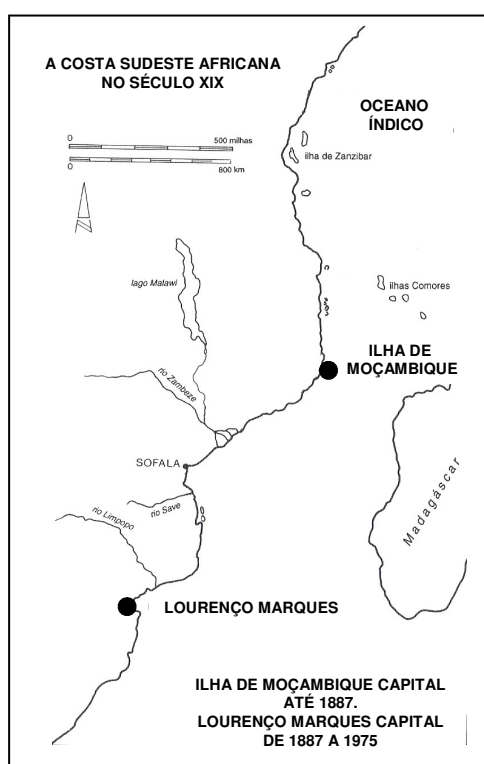 A COSTA SUDESTE AFRICANA
NO SÉCULO XIX
OCEANO
ÍNDICO
0
500 milhas
0
800 km
ilha de Zanzibar
lago Malawi
ilhas Comores
ILHA DE
MOÇAMBIQUE
rio Zambeze
SOFALA
rio Save
rio Limpopo
Madagáscar
LOURENÇO MARQUES
ILHA DE MOÇAMBIQUE CAPITAL
ATÉ 1887.
LOURENÇO MARQUES CAPITAL
DE 1887 A 1975